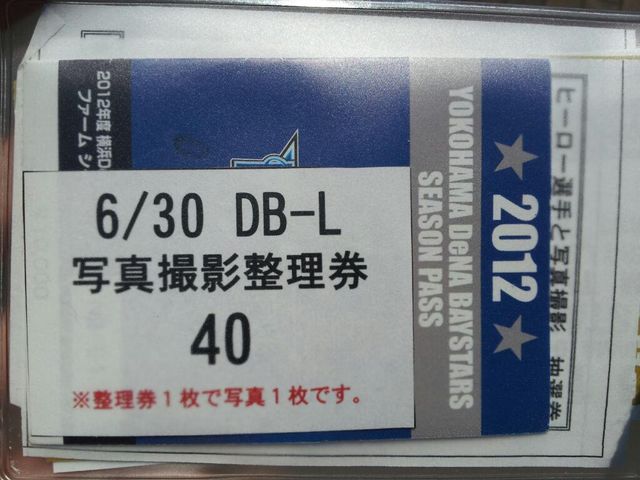 6/30 DB-L
写真撮影整理券
40
※整理券1枚で写真1枚です。
2012
YOKOHAMA DeNA BAYSTARS
SEASON PASS
2012年度 横浜D
ファーム シ
ヒーロー選手と写真撮影 抽選券